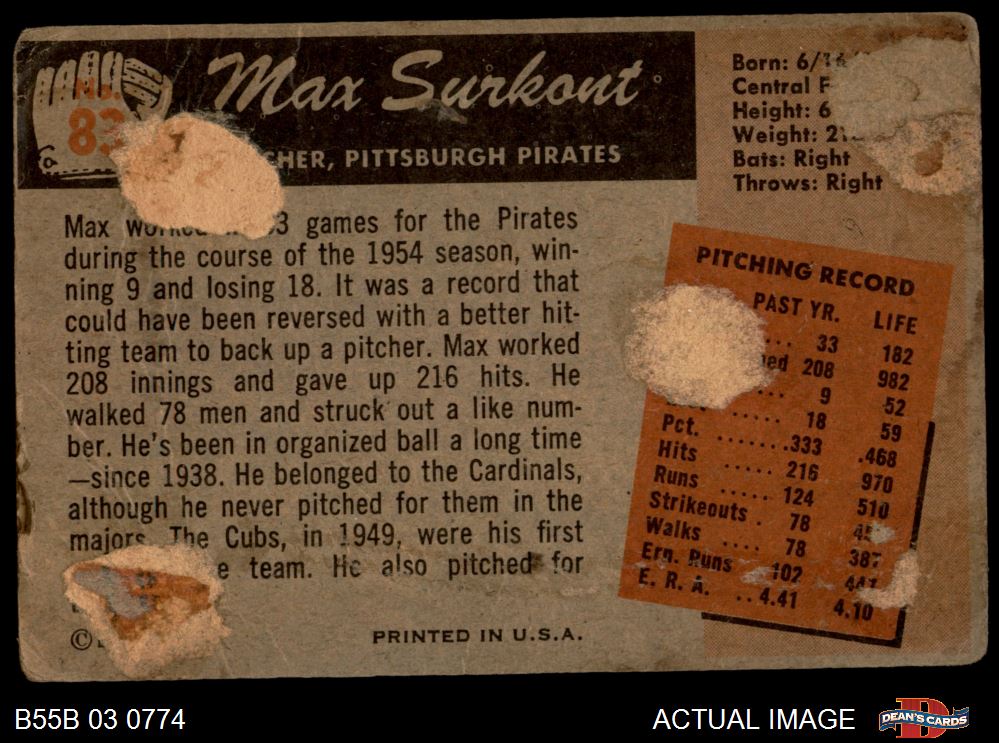 No.
83
Max Surkont
CHER, PITTSBURGH PIRATES
Born: 6/16
Central F
Height: 6
Weight: 21
Bats: Right
Throws: Right
Max 3 games for the Pirates
during the course of the 1954 season, win-
ning 9 and losing 18. It was a record that
could have been reversed with a better hit-
ting team to back up a pitcher. Max worked
208 innings and gave up 216 hits. He
walked 78 men and struck out a like num-
ber. He's been in organized ball a long time
—since 1938. He belonged to the Cardinals,
although he never pitched for them in the
majors. The Cubs, in 1949, were his first
e team. He also pitched for
©
PRINTED IN U.S.A.
PITCHING RECORD
PAST YR. LIFE
.... 33 182
ed 208 982
.... 9 52
..... 18 59
Pct. .......333 .468
Hits ..... 216 970
Runs ..... 124 510
Strikeouts . 78
Walks .... 78 387
Ern. Runs 102 447
E. R. A. ..4.41 4.10
B55B 03 0774
ACTUAL IMAGE
DEAN'S CARDS